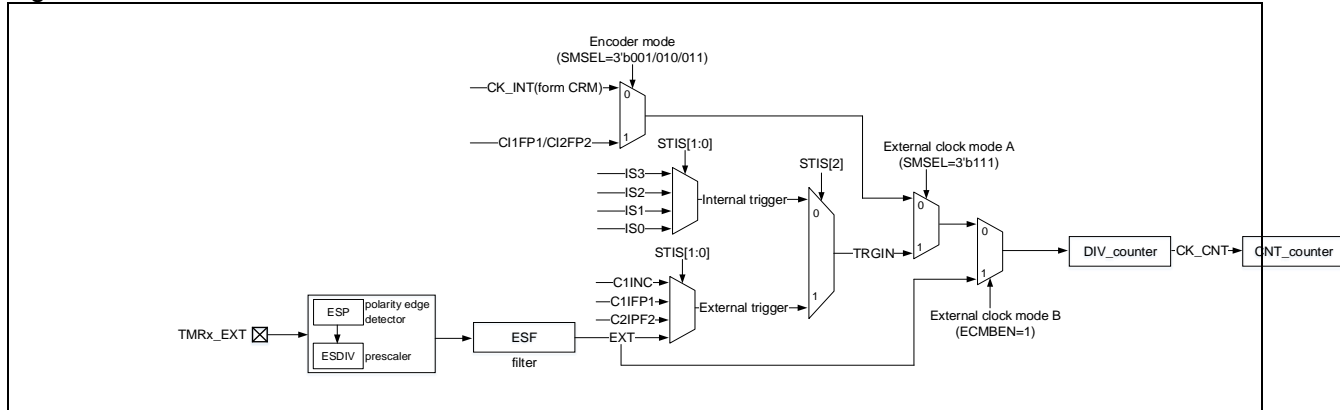 Encoder mode
(SMSEL=3'b001/010/011)
CK_INT(form CRM)
0
CI1FP1/CI2FP2
1
STIS[1:0]
IS3
IS2
IS1
IS0
Internal trigger
STIS[2]
0
1
External clock mode A
(SMSEL=3'b111)
0
1
TRGIN
0
1
DIV_counter
CK_CNT
CNT_counter
External clock mode B
(ECMBEN=1)
STIS[1:0]
C1INC
C1IFP1
C2IPF2
EXT
External trigger
TMRx_EXT
ESP
polarity edge
detector
ESDIV
prescaler
ESF
filter